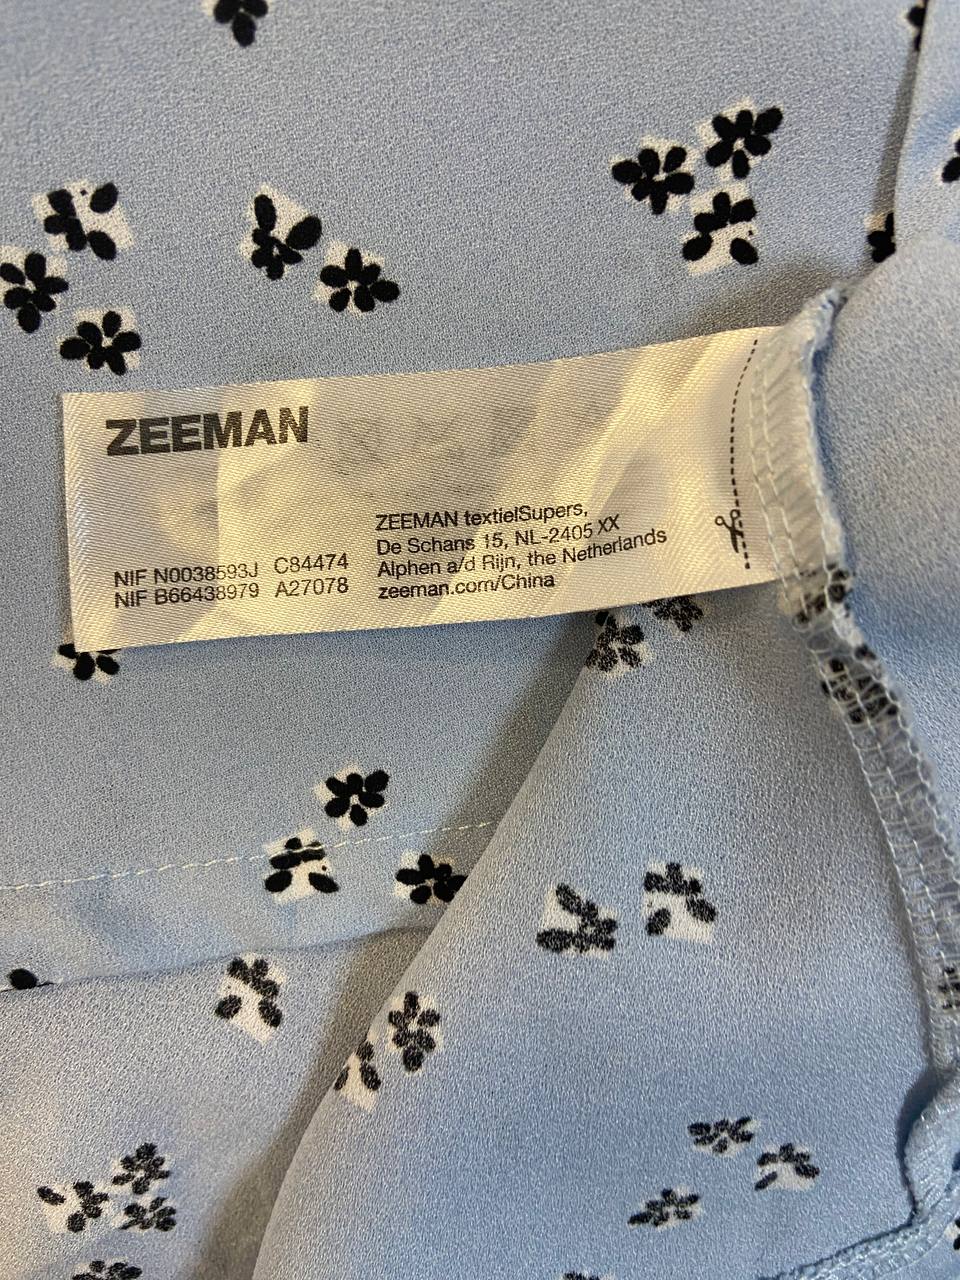 ZEEMAN
NIF N0038593J C84474
NIF B66438979 A27078
ZEEMAN textielSupers,
De Schans 15, NL-2405 XX
Alphen a/d Rijn, the Netherlands
zeeman.com/China